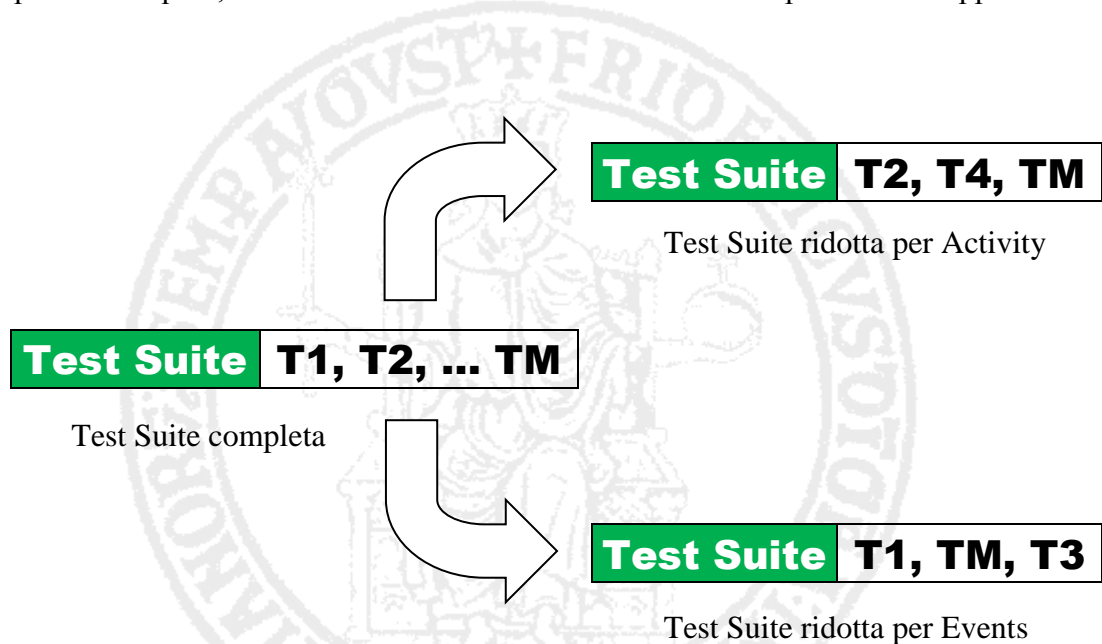 Test Suite T2, T4, TM
Test Suite ridotta per Activity
Test Suite T1, T2, ... TM
Test Suite completa
Test Suite T1, TM, T3
Test Suite ridotta per Events